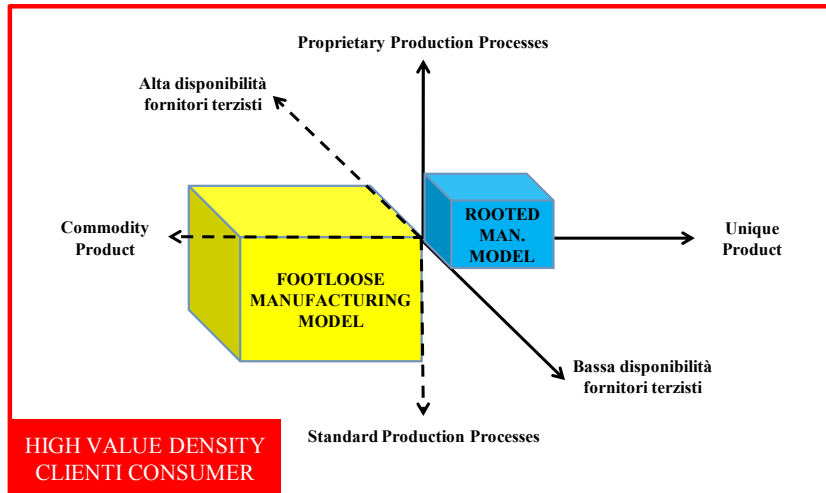 Proprietary Production Processes
Alta disponibilità
fornitori terzisti
Commodity
Product
ROOTED
MAN.
MODEL
Unique
Product
FOOTLOOSE
MANUFACTURING
MODEL
Bassa disponibilità
fornitori terzisti
Standard Production Processes
HIGH VALUE DENSITY
CLIENTI CONSUMER